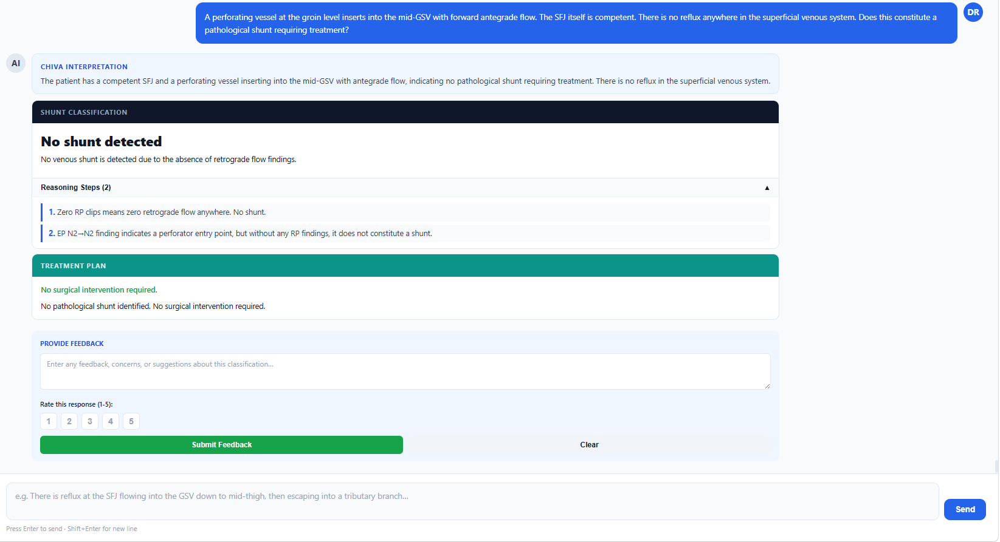 A perforating vessel at the groin level inserts into the mid-GSV with forward antegrade flow. The SFJ itself is competent. There is no reflux anywhere in the superficial venous system. Does this constitute a
pathological shunt requiring treatment?
DR
AI
CHIVA INTERPRETATION
The patient has a competent SFJ and a perforating vessel inserting into the mid-GSV with antegrade flow, indicating no pathological shunt requiring treatment. There is no reflux in the superficial venous system.
SHUNT CLASSIFICATION
No shunt detected
No venous shunt is detected due to the absence of retrograde flow findings.
Reasoning Steps (2) ▲
1. Zero RP clips means zero retrograde flow anywhere. No shunt.
2. EP N2→N2 finding indicates a perforator entry point, but without any RP findings, it does not constitute a shunt.
TREATMENT PLAN
No surgical intervention required.
No pathological shunt identified. No surgical intervention required.
PROVIDE FEEDBACK
Enter any feedback, concerns, or suggestions about this classification...
Rate this response (1-5):
1 2 3 4 5
Submit Feedback Clear
e.g. There is reflux at the SFJ flowing into the GSV down to mid-thigh, then escaping into a tributary branch...
Send
Press Enter to send · Shift+Enter for new line